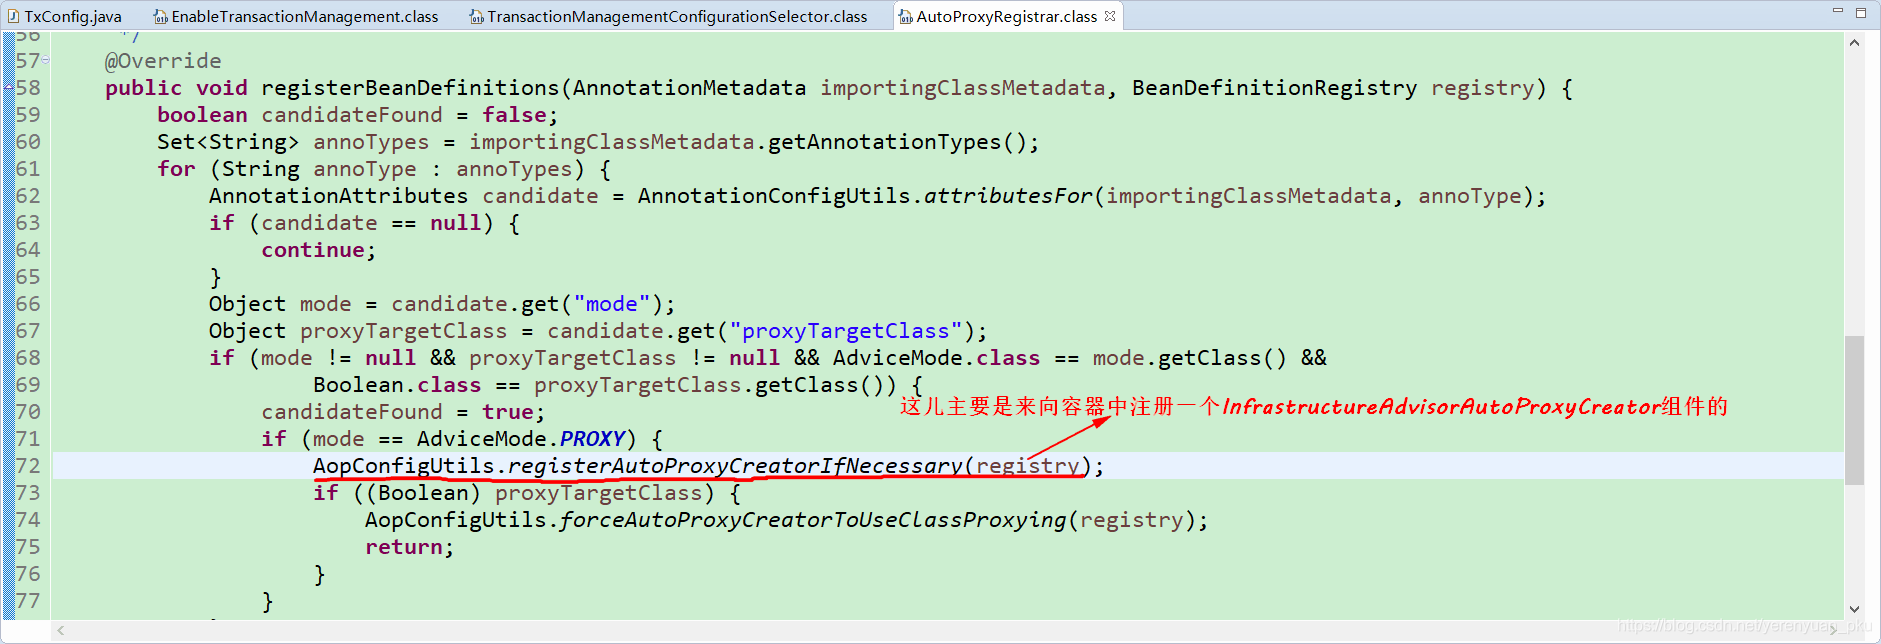 TxConfig.java EnableTransactionManagement.class TransactionManagementConfigurationSelector.class AutoProxyRegistrar.class
56 */
57 @Override
58 public void registerBeanDefinitions(AnnotationMetadata importingClassMetadata, BeanDefinitionRegistry registry) {
59 boolean candidateFound = false;
60 Set<String> annoTypes = importingClassMetadata.getAnnotationTypes();
61 for (String annoType : annoTypes) {
62 AnnotationAttributes candidate = AnnotationConfigUtils.attributesFor(importingClassMetadata, annoType);
63 if (candidate == null) {
64 continue;
65 }
66 Object mode = candidate.get("mode");
67 Object proxyTargetClass = candidate.get("proxyTargetClass");
68 if (mode != null && proxyTargetClass != null && AdviceMode.class == mode.getClass() &&
69 Boolean.class == proxyTargetClass.getClass()) {
这儿主要是来向容器中注册一个InfrastructureAdvisorAutoProxyCreator组件的
70 candidateFound = true;
71 if (mode == AdviceMode.PROXY) {
72 AopConfigUtils.registerAutoProxyCreatorIfNecessary(registry);
73 if ((Boolean) proxyTargetClass) {
74 AopConfigUtils.forceAutoProxyCreatorToUseClassProxying(registry);
75 return;
76 }
77 }
https://blog.csdn.net/yerenyuan_pku